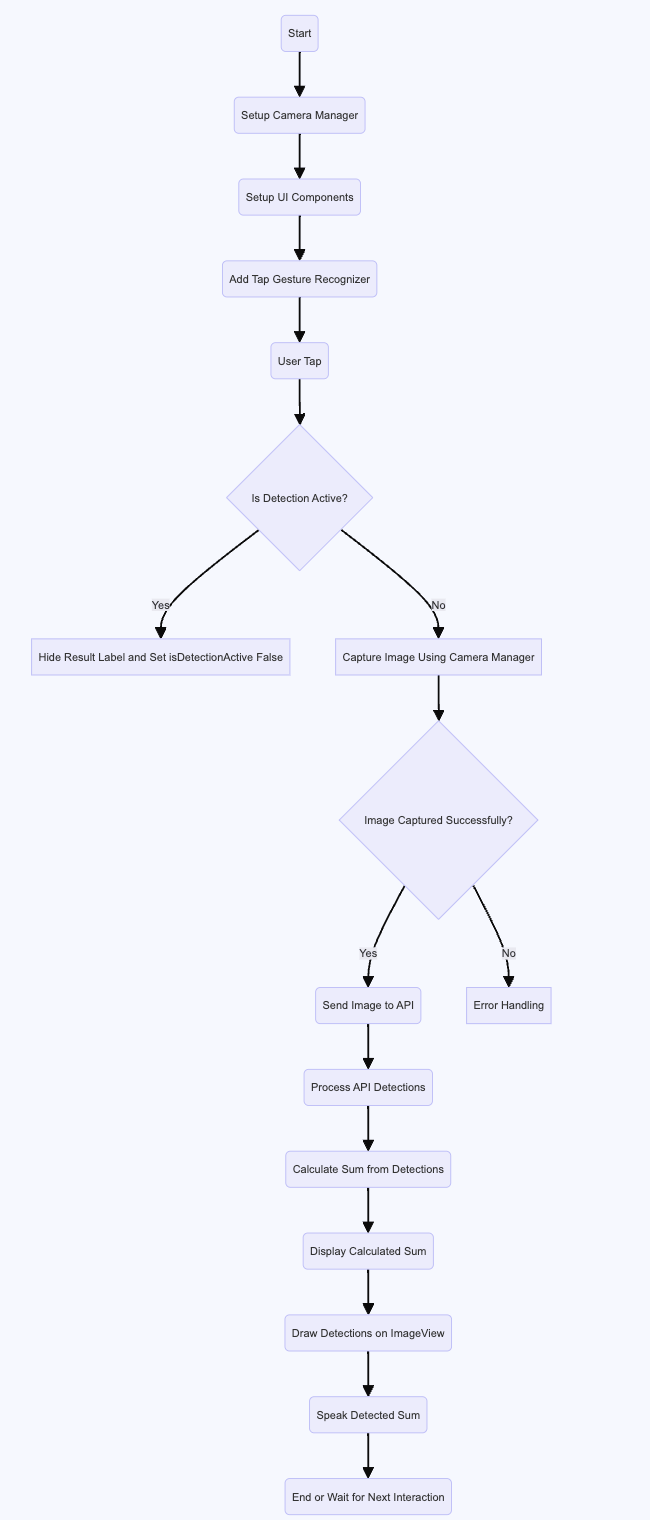 Start
Setup Camera Manager
Setup UI Components
Add Tap Gesture Recognizer
User Tap
Is Detection Active?
Yes
No
Hide Result Label and Set isDetectionActive False
Capture Image Using Camera Manager
Image Captured Successfully?
Yes
No
Send Image to API
Error Handling
Process API Detections
Calculate Sum from Detections
Display Calculated Sum
Draw Detections on ImageView
Speak Detected Sum
End or Wait for Next Interaction